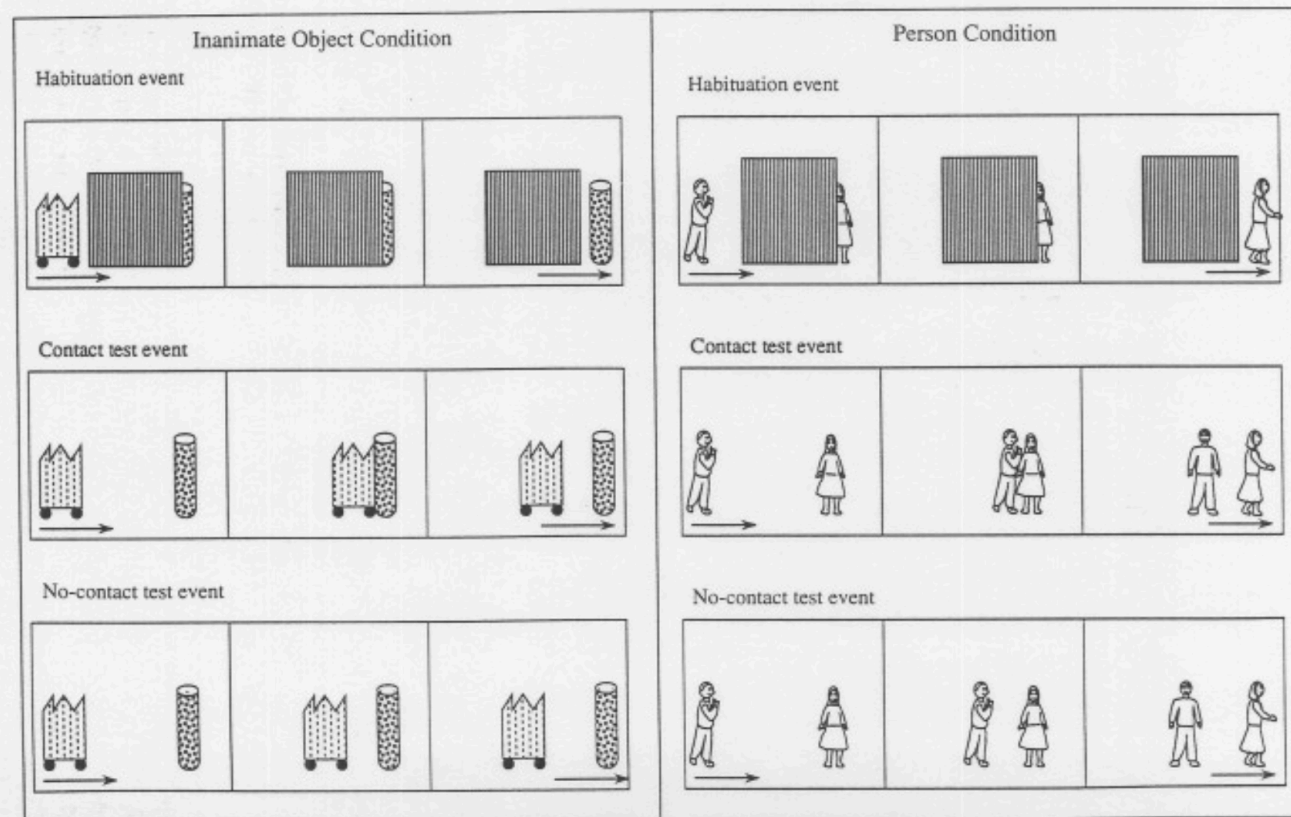 Inanimate Object Condition
Habituation event
Contact test event
No-contact test event
Person Condition
Habituation event
Contact test event
No-contact test event